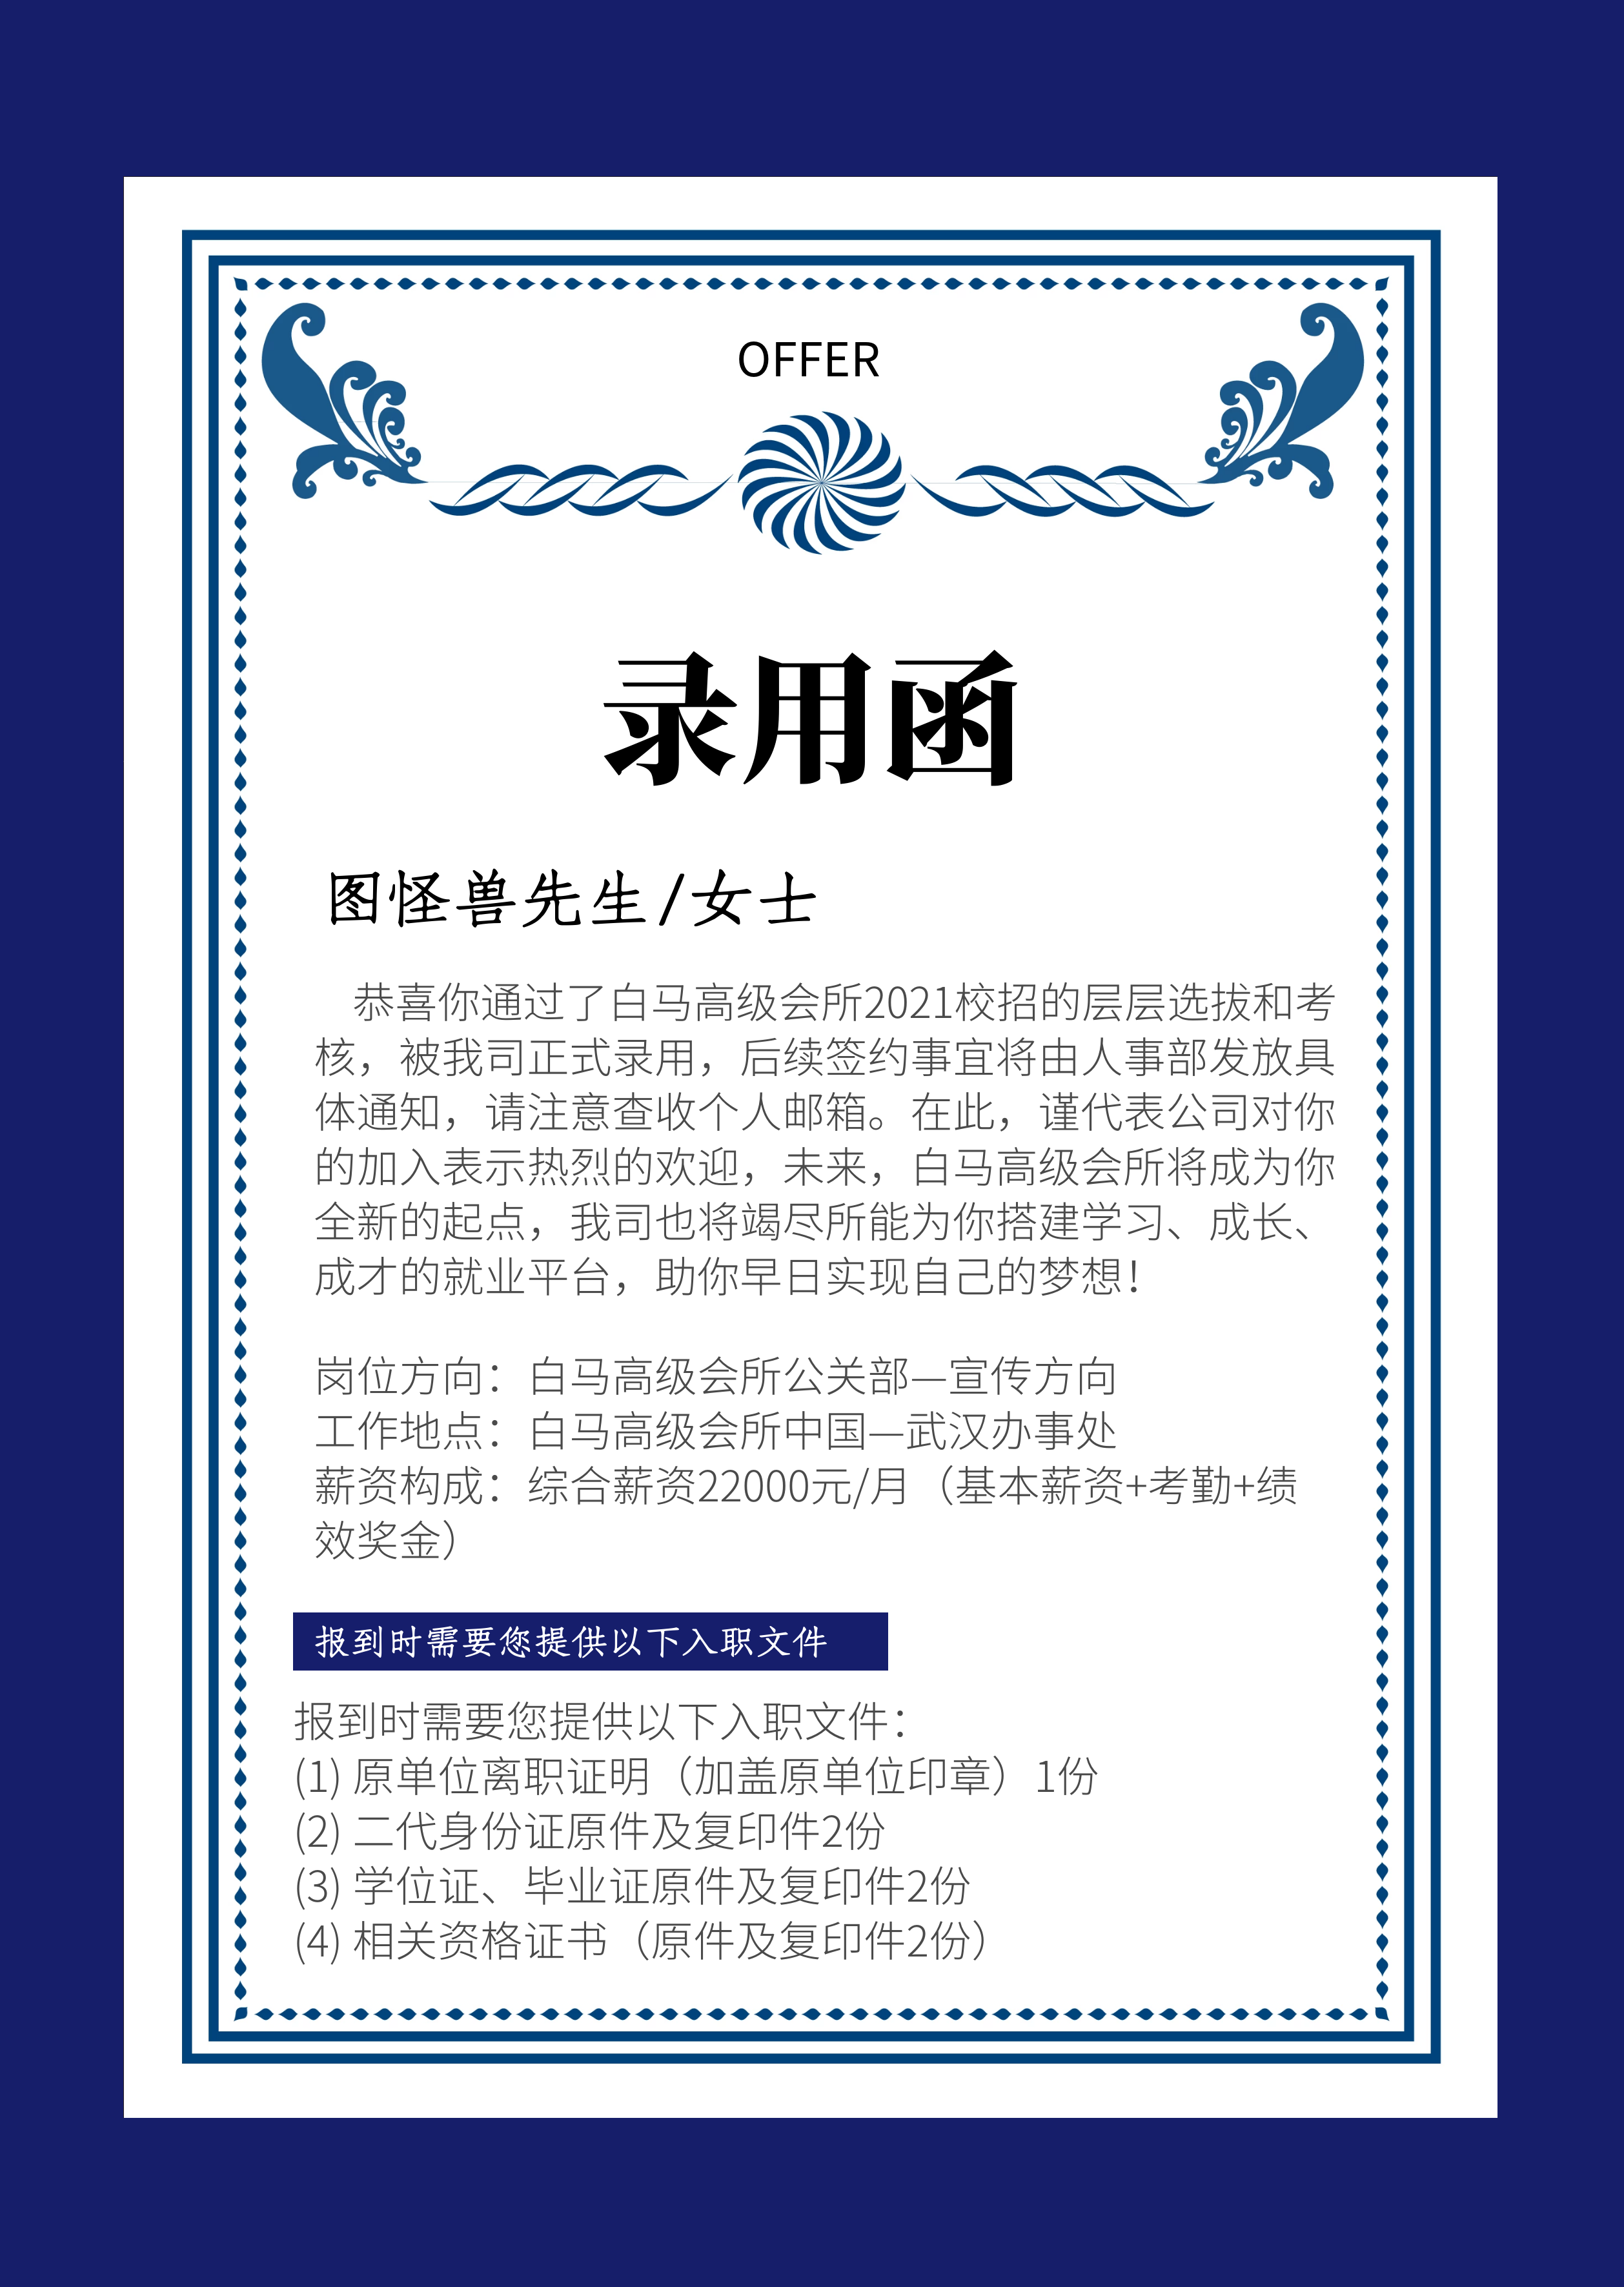 OFFER
录用函
图怪兽先生/女士
恭喜你通过了白马高级会所2021校招的层层选拔和考
核，被我司正式录用，后续签约事宜将由人事部发放具
体通知，请注意查收个人邮箱。在此，谨代表公司对你
的加入表示热烈的欢迎，未来，白马高级会所将成为你
全新的起点，我司也将竭尽所能为你搭建学习、成长、
成才的就业平台，助你早日实现自己的梦想！
岗位方向：白马高级会所公关部—宣传方向
工作地点：白马高级会所中国—武汉办事处
薪资构成：综合薪资22000元/月（基本薪资+考勤+绩
效奖金）
报到时需要您提供以下入职文件
报到时需要您提供以下入职文件：
(1) 原单位离职证明（加盖原单位印章）1份
(2) 二代身份证原件及复印件2份
(3) 学位证、毕业证原件及复印件2份
(4) 相关资格证书（原件及复印件2份）